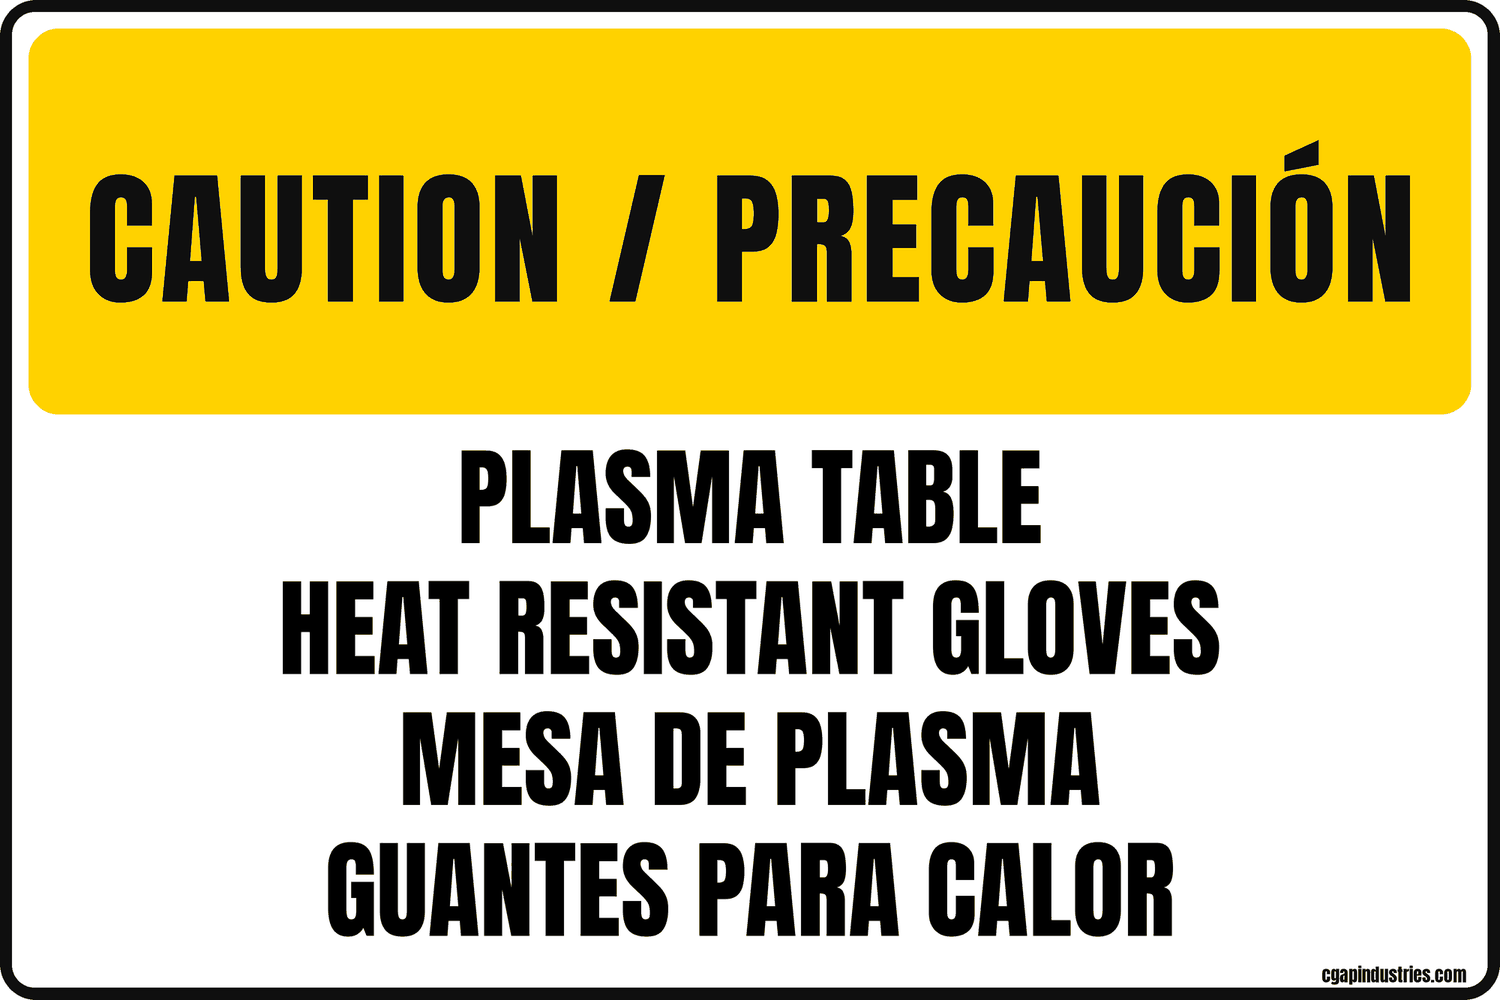 CAUTION / PRECAUCIÓN
PLASMA TABLE
HEAT RESISTANT GLOVES
MESA DE PLASMA
GUANTES PARA CALOR
cgapindustries.com